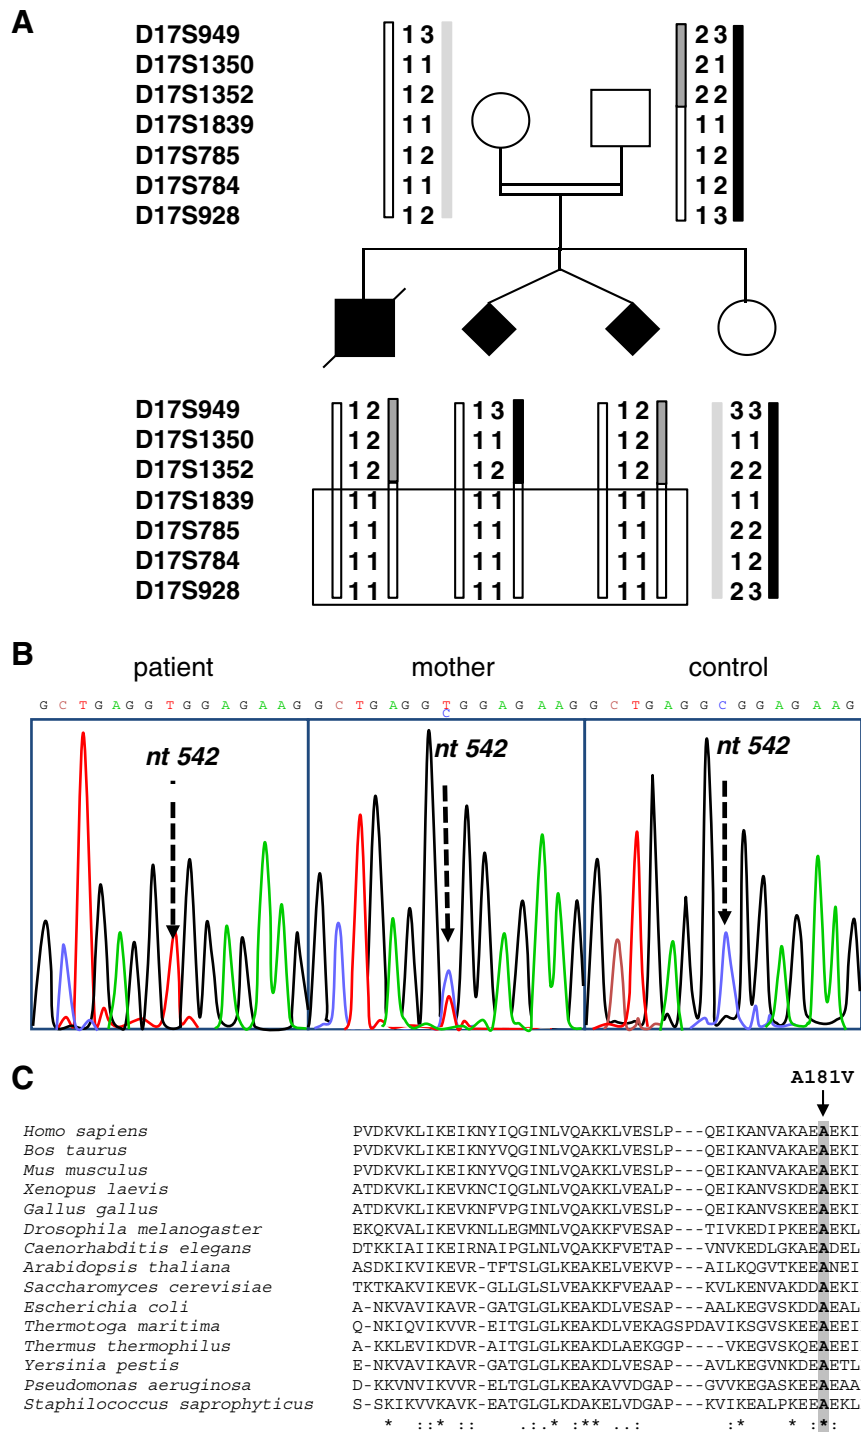 A
D17S949 1 3 2 3
D17S1350 1 1 2 1
D17S1352 1 2 2 2
D17S1839 1 1 1 1
D17S785 1 2 1 2
D17S784 1 1 1 2
D17S928 1 2 1 3
D17S949 1 2 1 3 1 2 3 3
D17S1350 1 2 1 1 1 2 1 1
D17S1352 1 2 1 2 1 2 2 2
D17S1839 1 1 1 1 1 1 1 1
D17S785 1 1 1 1 1 1 2 2
D17S784 1 1 1 1 1 1 1 2
D17S928 1 1 1 1 1 1 2 3
B
patient mother control
G C T G A G G T G G A G A A G G C T G A G G T G G A G A A G G C T G A G G C G G A G A A G
C
nt 542 nt 542 nt 542
C
A181V
Homo sapiens PVDKVKLIKEIKNYIQGINLVQAKKLVESLP---QEIKANVAKAEAEKI
Bos taurus PVDKVKLIKEIKNYVQGINLVQAKKLVESLP---QEIKANVAKAEAEKI
Mus musculus PVDKVKLIKEIKNYVQGINLVQAKKLVESLP---QEIKANVAKAEAEKI
Xenopus laevis ATDKVKLIKEVKNCIQGLNLVQAKKLVEALP---QEIKANVSKDEAEKI
Gallus gallus ATDKVKLIKEVKNFVPGINLVQAKKLVESLP---QEIKANVSKEEAEKI
Drosophila melanogaster EKQKVALIKEVKNLLEGMNLVQAKKFVESAP---TIVKEDIPKEEAEKL
Caenorhabditis elegans DTKKIAIIKEIRNAIPGLNLVQAKKFVETAP---VNVKEDLGKAEADEL
Arabidopsis thaliana ASDKIKVIKEVR-TFTSLGLKEAKELVEKVP---AILKQGVTKEEANEI
Saccharomyces cerevisiae TKTKAKVIKEVK-GLLGLSLVEAKKFVEAAP---KVLKENVAKDDAEKI
Escherichia coli A-NKVAVIKAVR-GATGLGLKEAKDLVESAP---AALKEGVSKDDAEAL
Thermotoga maritima Q-NKIQVIKVVR-EITGLGLKEAKDLVEKAGSPDAVIKSGVSKEEAEEI
Thermus thermophilus A-KKLEVIKDVR-AITGLGLKEAKDLAEKGGP----VKEGVSKQEAEEI
Yersinia pestis E-NKVAVIKAVR-GATGLGLKEAKDLVESAP---AVLKEGVNKDEAETL
Pseudomonas aeruginosa D-KKVNVIKVVR-ELTGLGLKEAKAVVDGAP---GVVKEGASKEEAEAA
Staphilococcus saprophyticus S-SKIKVVKAVK-EATGLGLKDAKELVDGAP---KVIKEALPKEEAEKL
* ::* :: .:.* :** ..: :* * :*: